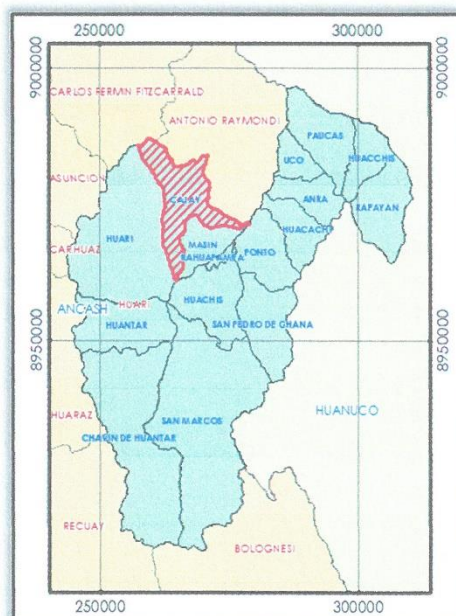 250000 300000
9000000 9000000
CARLOS FERMIN FITZCARRALD
ANTONIO RAYMONDI
PAUCAS
UCO
HUACCHIS
ASUNCION
CAJAY
ANRA
RAPAYAN
HUARI
HUACACHI
CARHUAZ
MASIN
RAHUAPAMPA
PONTO
ANCASH
HUARI
HUACHIS
HUANTAR
SAN PEDRO DE CHANA
8950000 8950000
HUARAZ
HUANUCO
SAN MARCOS
CHAVIN DE HUANTAR
RECUAY
BOLOGNESI
250000 300000